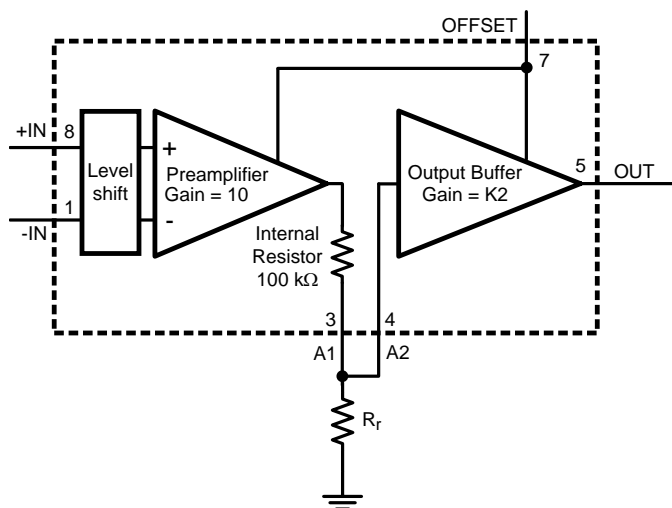 OFFSET
7
+IN
8
Level
shift
+
-
Preamplifier
Gain = 10
Output Buffer
Gain = K2
5
OUT
-IN
1
Internal
Resistor
100 kΩ
3
4
A1
A2
Rr